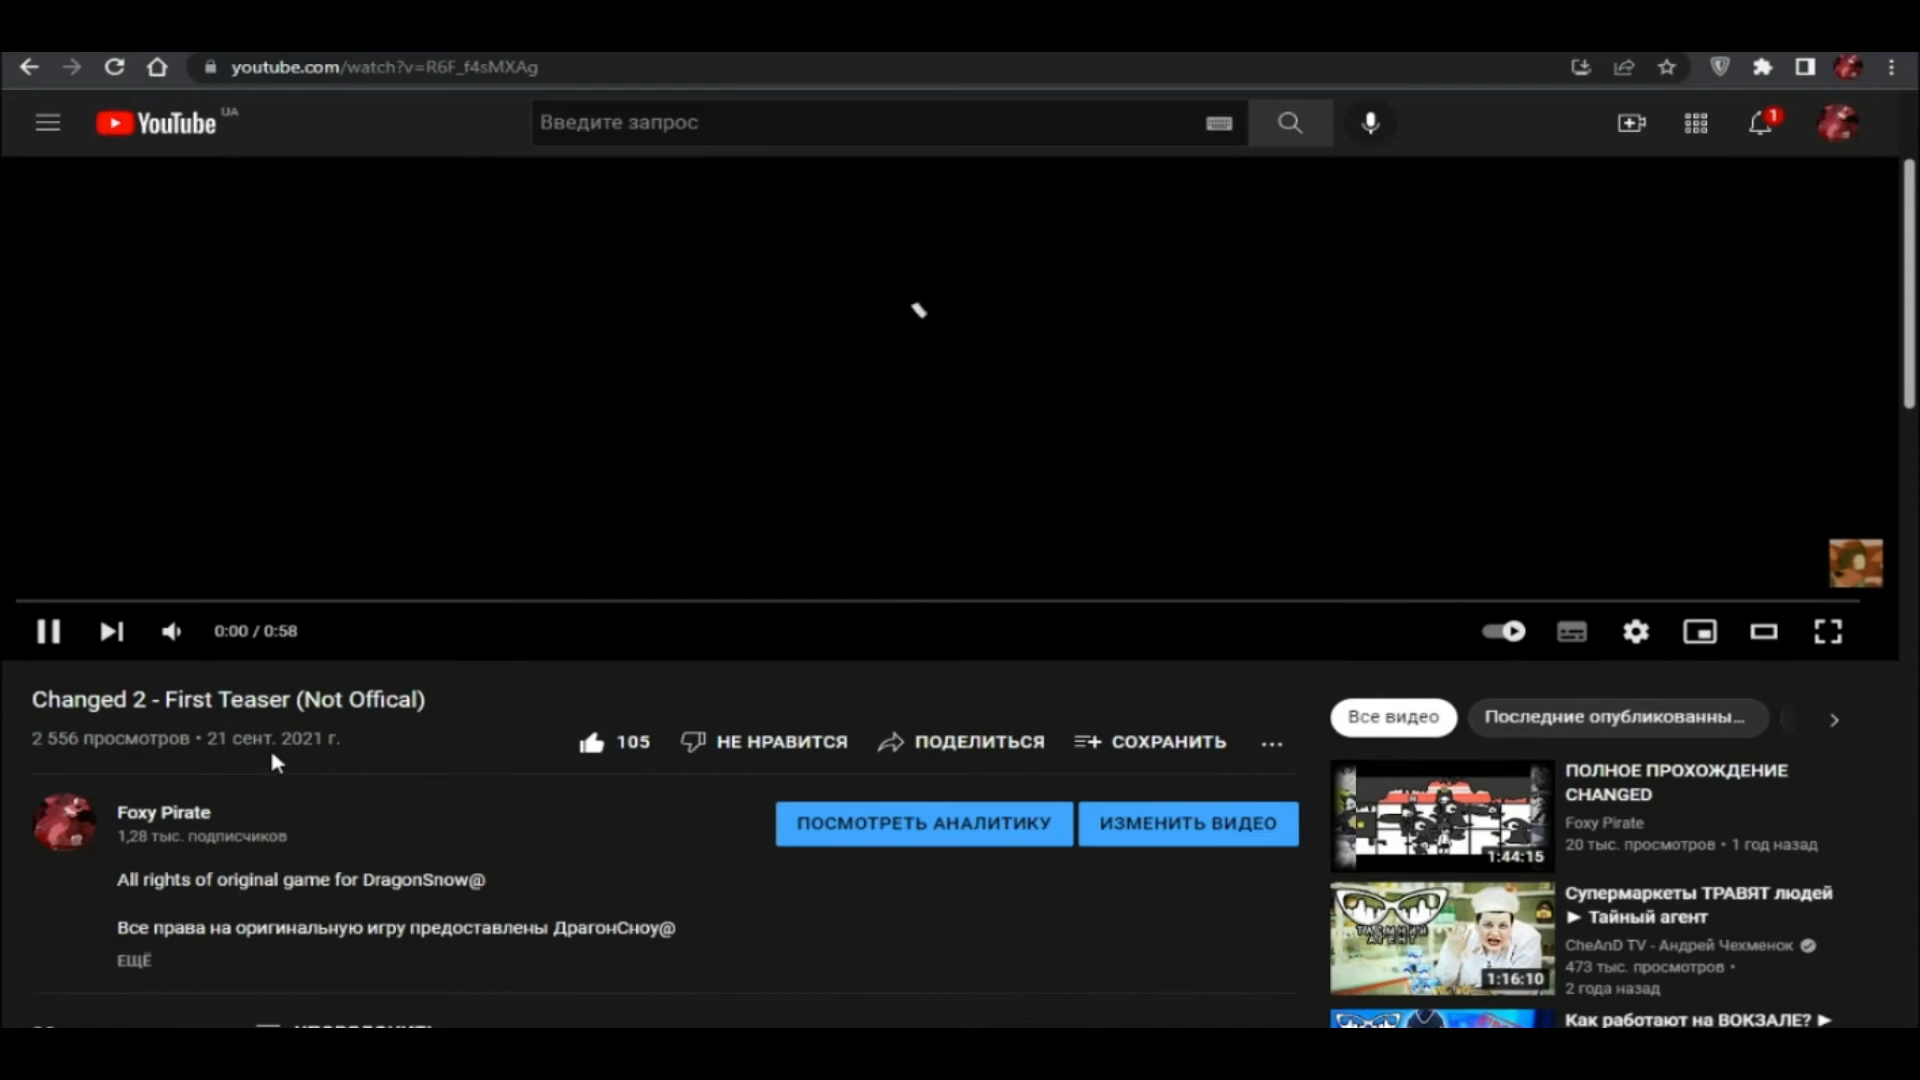 youtube.com/watch?v=R6F_f4sMXAg
YouTube UA
Введите запрос
1
0:00 / 0:58
Changed 2 - First Teaser (Not Offical)
2 556 просмотров • 21 сент. 2021 г.
105
НЕ НРАВИТСЯ
ПОДЕЛИТЬСЯ
СОХРАНИТЬ
Foxy Pirate
1,28 тыс. подписчиков
ПОСМОТРЕТЬ АНАЛИТИКУ
ИЗМЕНИТЬ ВИДЕО
All rights of original game for DragonSnow@
Все права на оригинальную игру предоставлены ДрагонСноу@
ЕЩЁ
Все видео
Последние опубликованны...
ПОЛНОЕ ПРОХОЖДЕНИЕ
CHANGED
Foxy Pirate
20 тыс. просмотров • 1 год назад
1:44:15
Супермаркеты ТРАВЯТ людей
► Тайный агент
CheAnD TV - Андрей Чехменок
473 тыс. просмотров •
2 года назад
ТАЙНЫЙ
АГЕНТ
1:16:10
Как работают на ВОКЗАЛЕ? ►